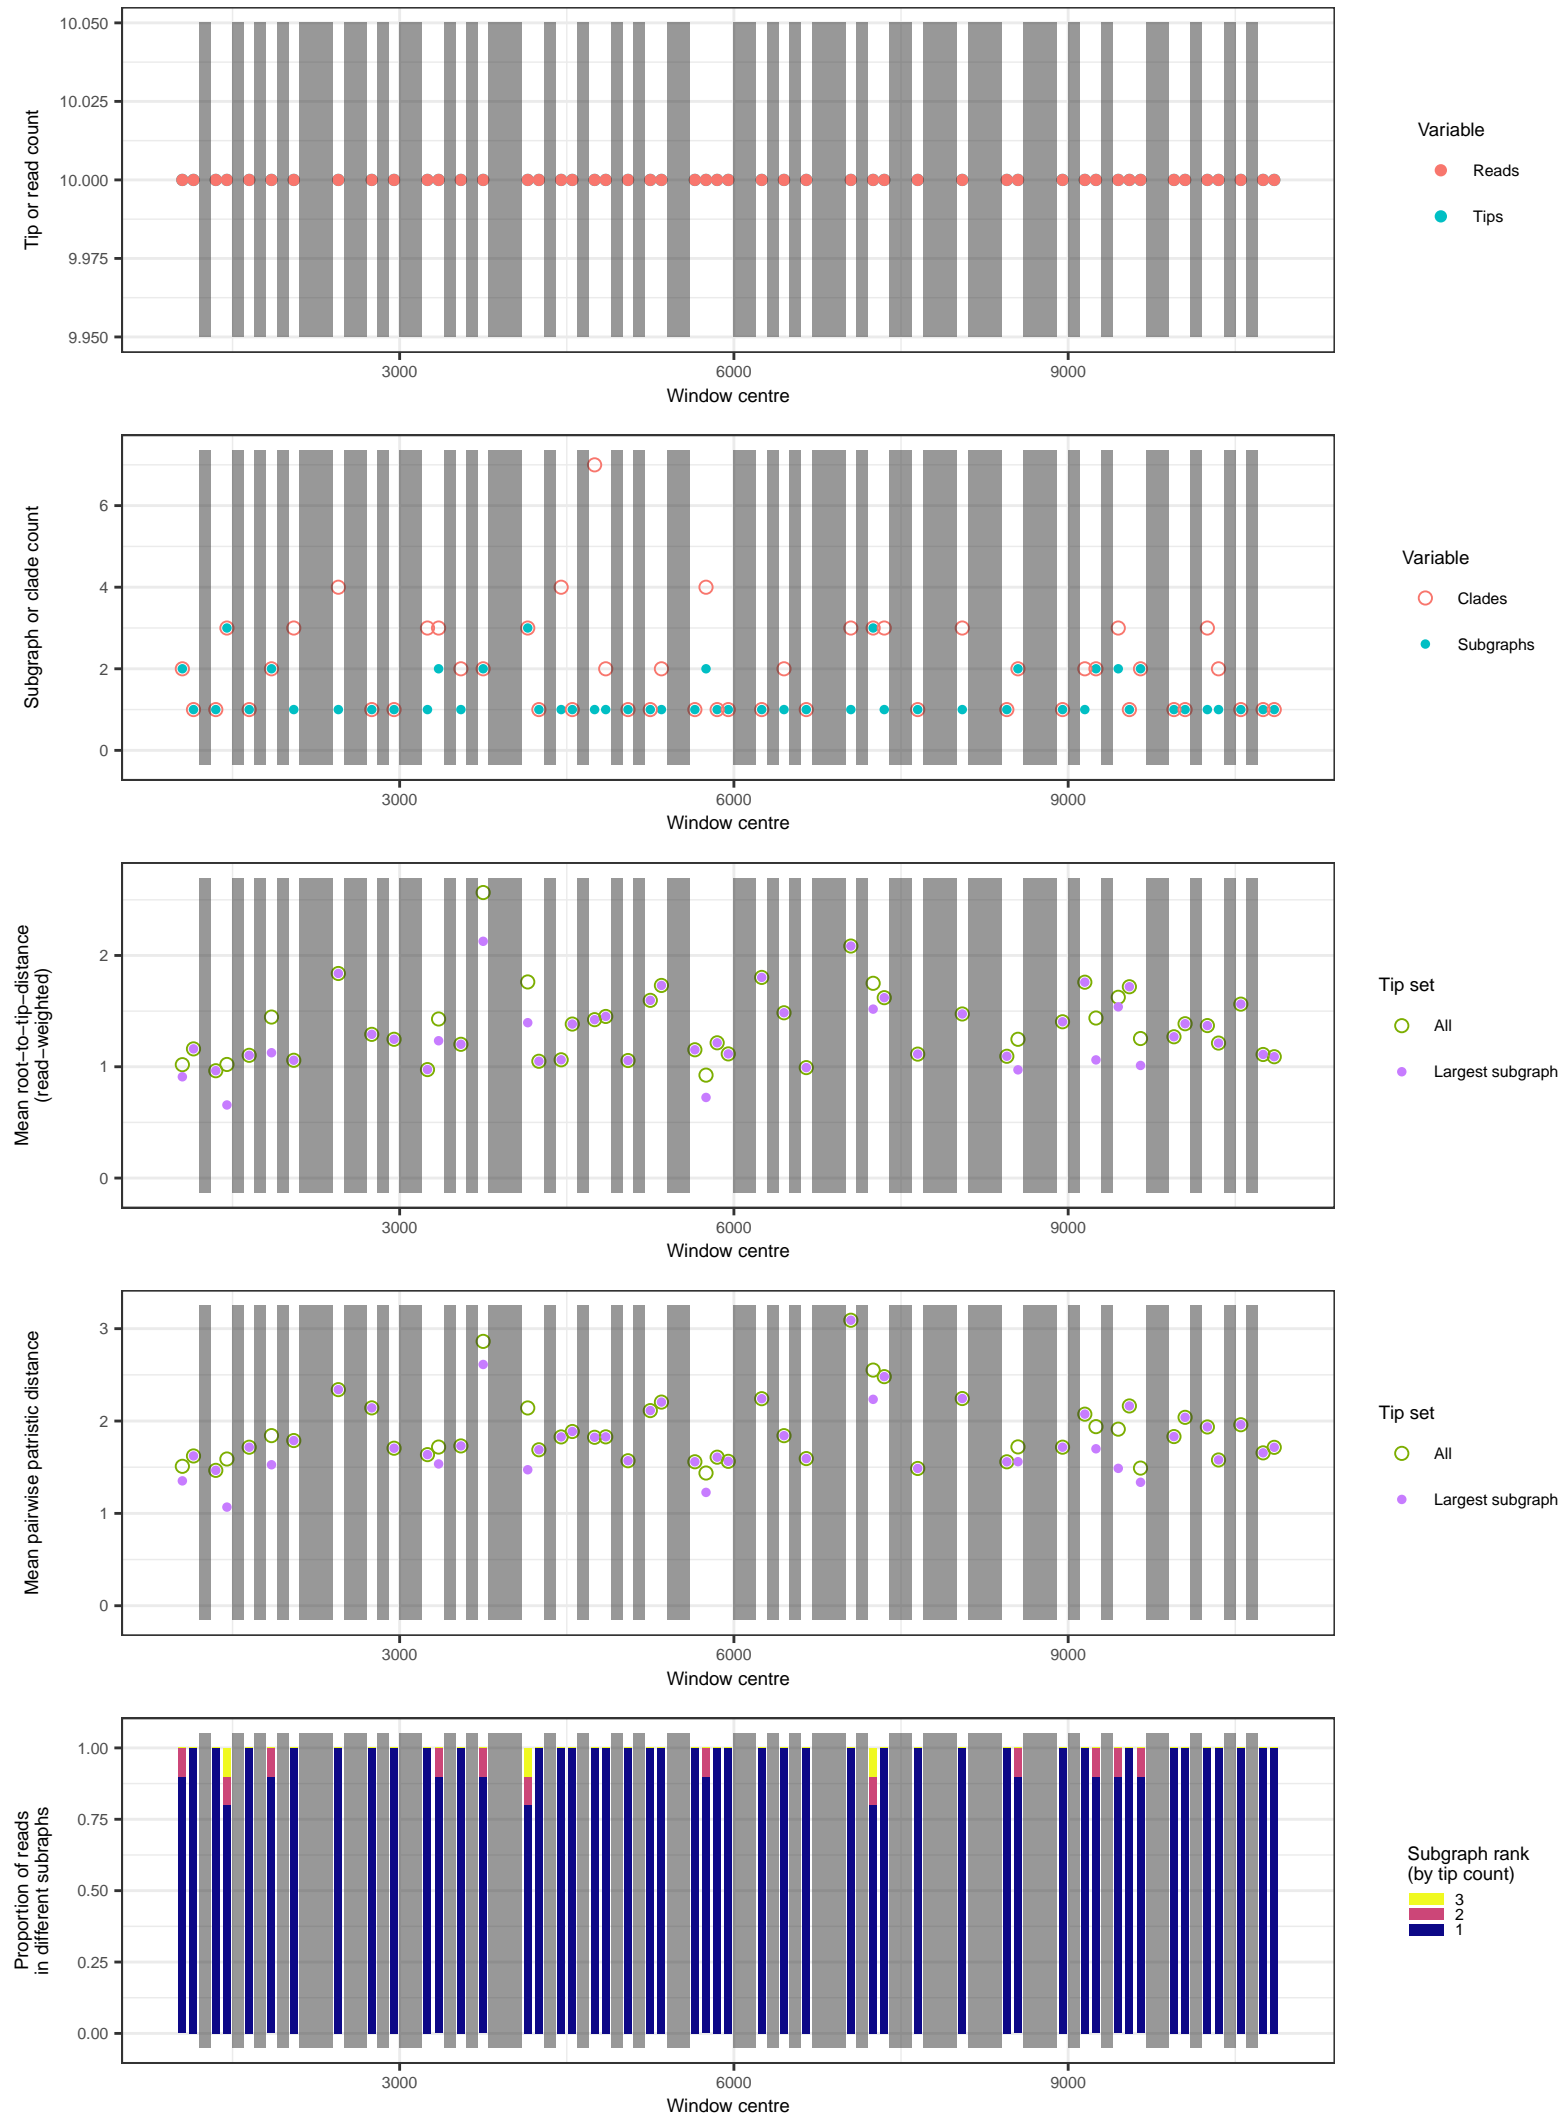 10.050
10.025
10.000
9.975
9.950
Tip or read count
3000
6000
9000
Window centre
Variable
Reads
Tips
6
4
2
0
Subgraph or clade count
3000
6000
9000
Window centre
Variable
Clades
Subgraphs
2
1
0
Mean root−to−tip−distance
(read−weighted)
3000
6000
9000
Window centre
Tip set
All
Largest subgraph
3
2
1
0
Mean pairwise patristic distance
3000
6000
9000
Window centre
Tip set
All
Largest subgraph
1.00
0.75
0.50
0.25
0.00
Proportion of reads
in different subraphs
3000
6000
9000
Window centre
Subgraph rank
(by tip count)
3
2
1